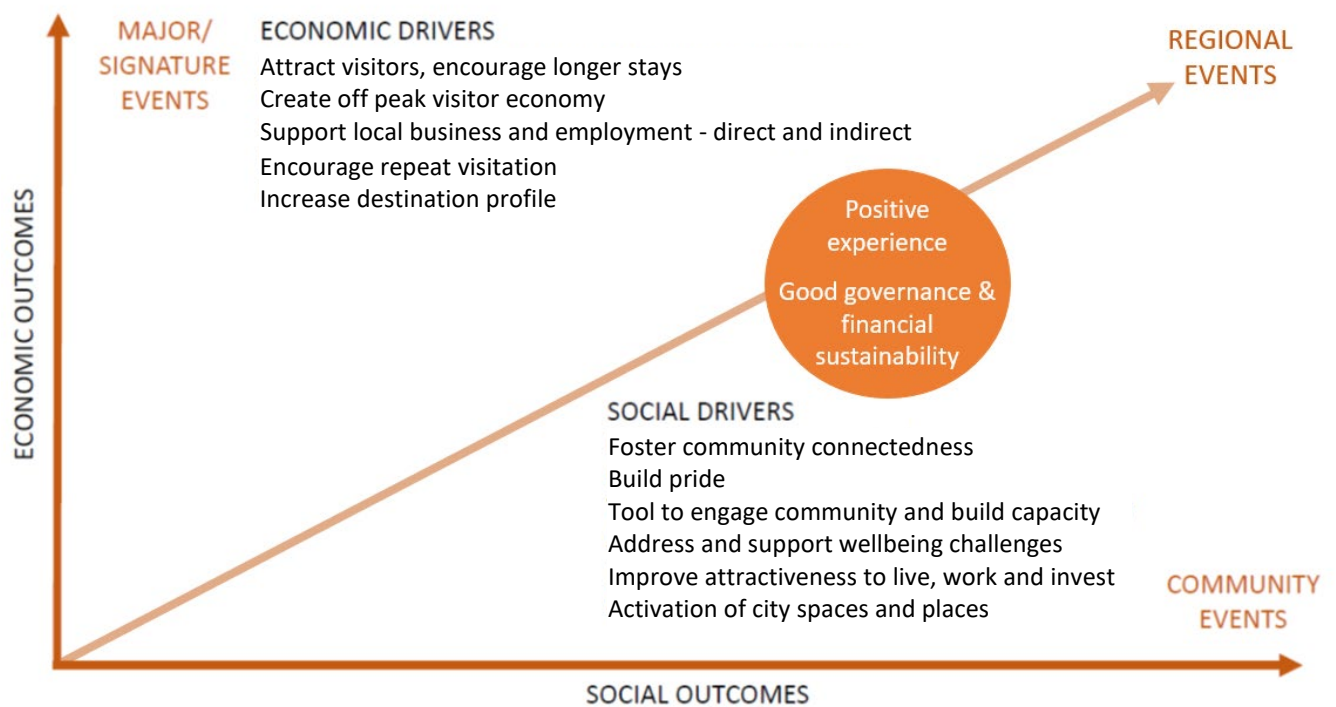 MAJOR/
SIGNATURE
EVENTS
ECONOMIC DRIVERS
Attract visitors, encourage longer stays
Create off peak visitor economy
Support local business and employment - direct and indirect
Encourage repeat visitation
Increase destination profile
REGIONAL
EVENTS
ECONOMIC OUTCOMES
Positive
experience
Good governance &
financial
sustainability
SOCIAL DRIVERS
Foster community connectedness
Build pride
Tool to engage community and build capacity
Address and support wellbeing challenges
Improve attractiveness to live, work and invest
Activation of city spaces and places
COMMUNITY
EVENTS
SOCIAL OUTCOMES